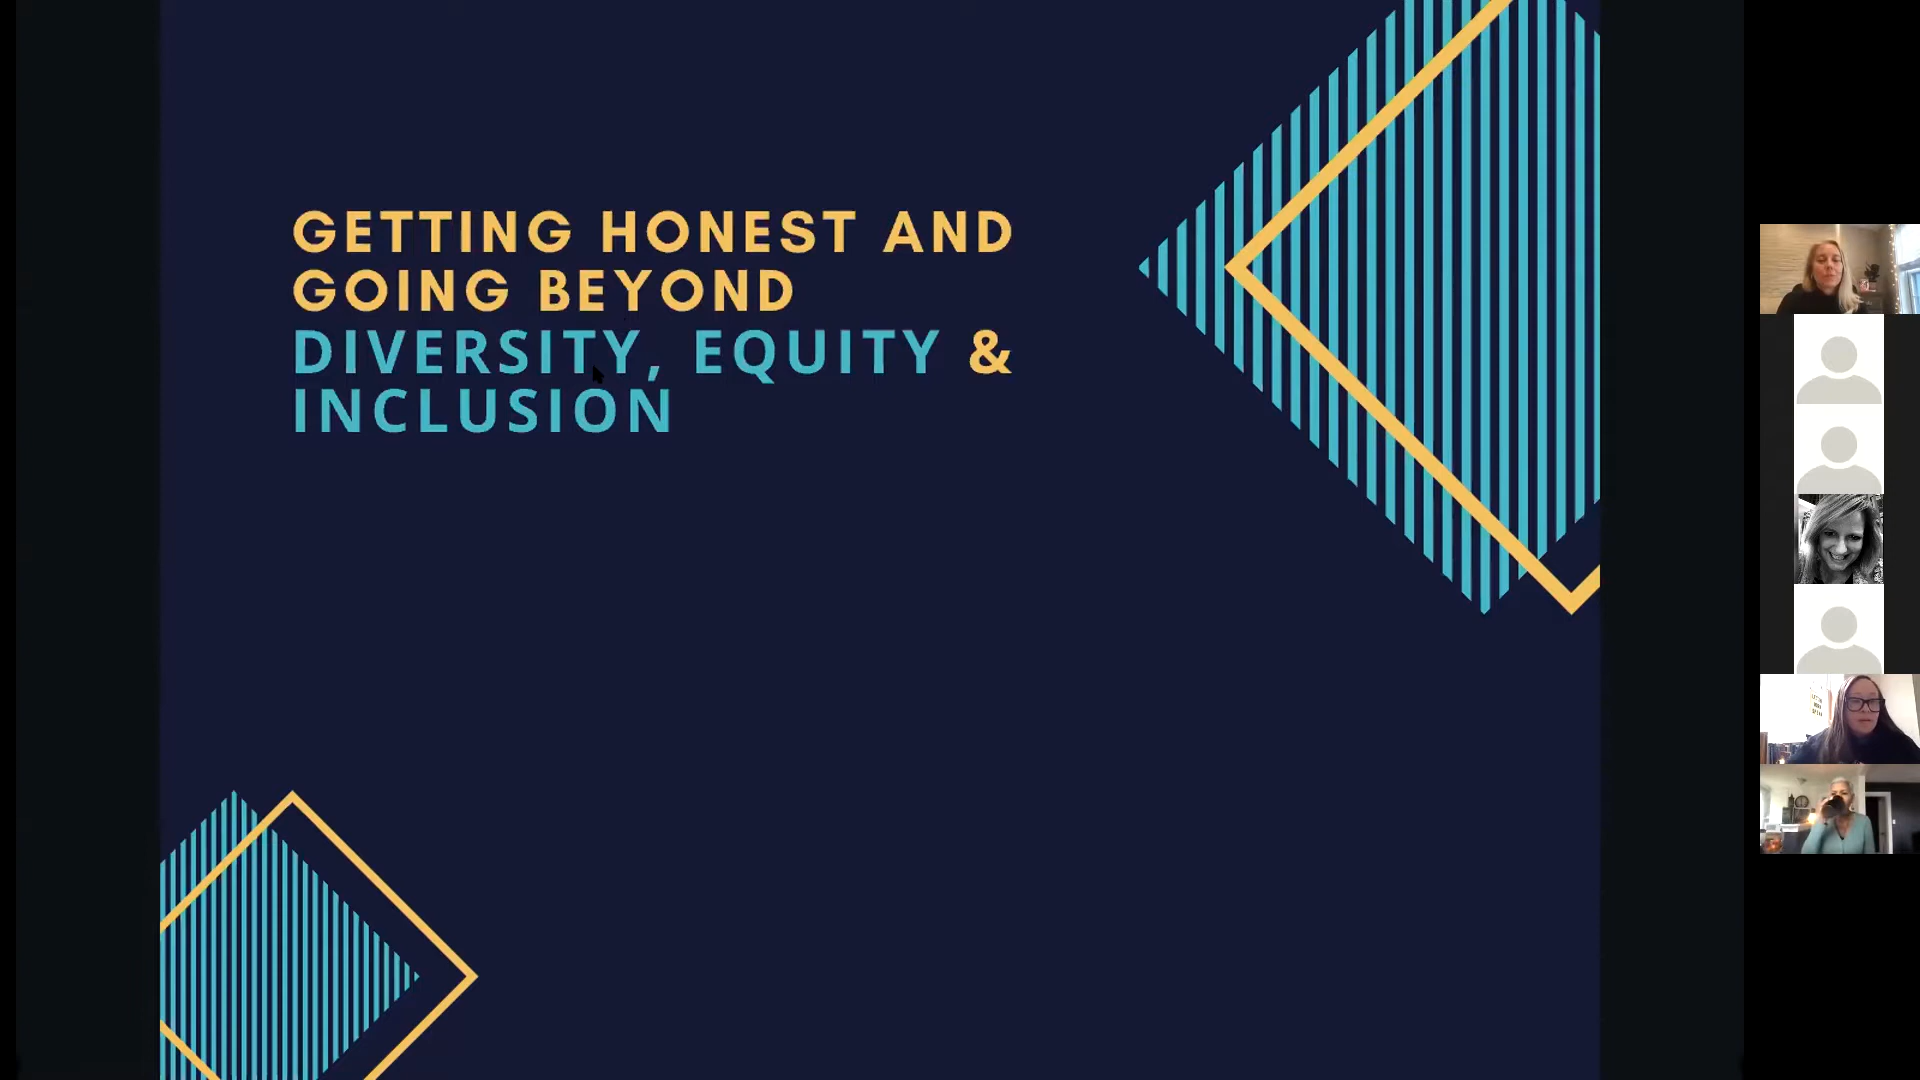 GETTING HONEST AND
GOING BEYOND
DIVERSITY, EQUITY &
INCLUSION